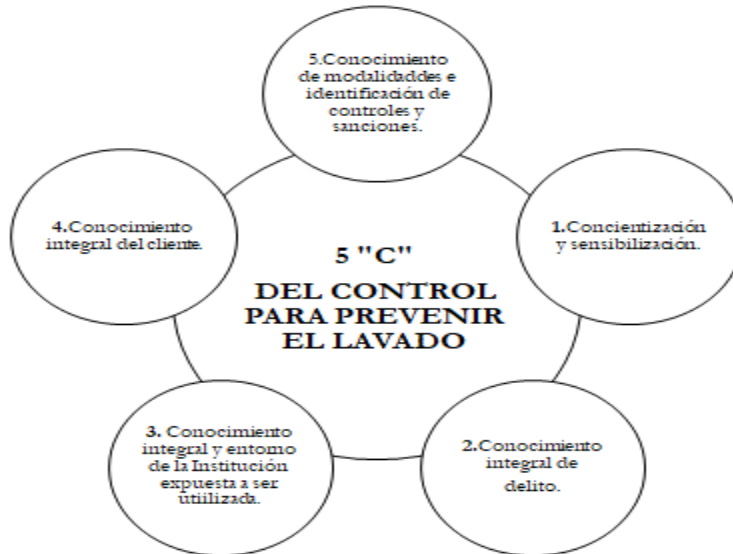 5.Conocimiento
de modalidaddes e
identificación de
controles y
sanciones.
4.Conocimiento
integral del cliente.
1.Concientización
y sensibilización.
5 "C"
DEL CONTROL
PARA PREVENIR
EL LAVADO
3. Conocimiento
integral y entorno
de la Institución
expuesta a ser
utiilizada.
2.Conocimiento
integral de
delito.